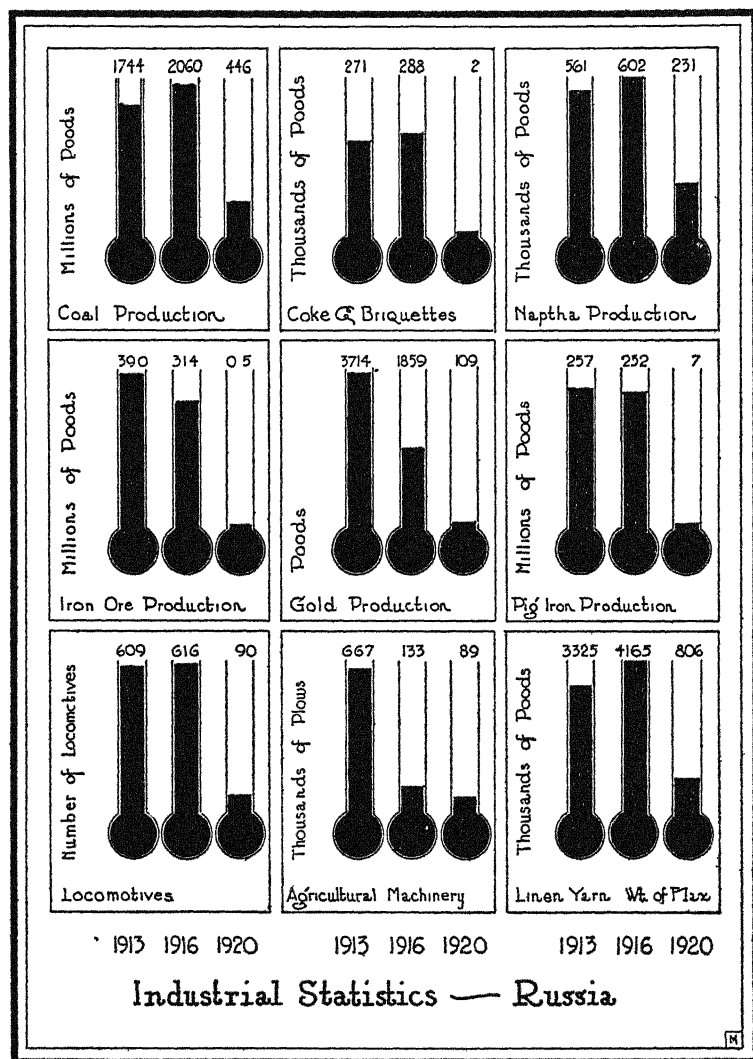 1744 2060 446
Millions of Poods
Coal Production
271 288 2
Thousands of Poods
Coke & Briquettes
561 602 231
Thousands of Poods
Naptha Production
390 314 0 5
Millions of Poods
Iron Ore Production
3714 1859 109
Poods
Gold Production
257 252 7
Millions of Poods
Pig Iron Production
609 616 90
Number of Locomotives
Locomotives
667 133 89
Thousands of Plows
Agricultural Machinery
3325 4165 806
Thousands of Poods
Linen Yarn Wt. of Flax
1913 1916 1920 1913 1916 1920 1913 1916 1920
Industrial Statistics — Russia
M